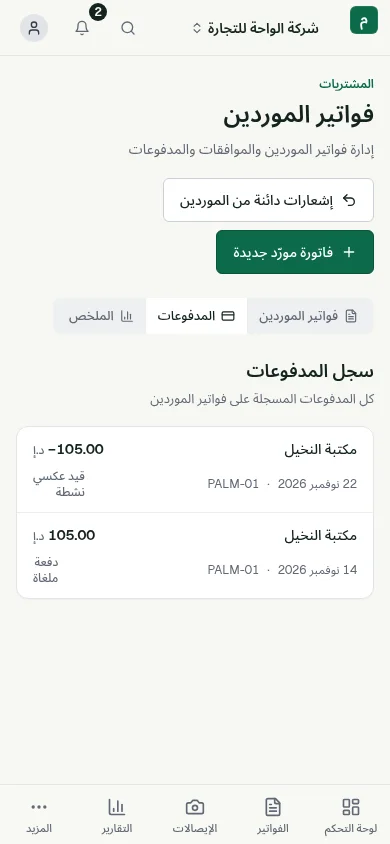 م
شركة الواحة للتجارة
2
المشتريات
فواتير الموردين
إدارة فواتير الموردين والموافقات والمدفوعات
إشعارات دائنة من الموردين
فاتورة مورّد جديدة
فواتير الموردين
المدفوعات
الملخص
سجل المدفوعات
كل المدفوعات المسجلة على فواتير الموردين
مكتبة النخيل
−105.00 د.إ
22 نوفمبر 2026 · PALM-01
قيد عكسي
نشطة
مكتبة النخيل
105.00 د.إ
14 نوفمبر 2026 · PALM-01
دفعة
ملغاة
لوحة التحكم
الفواتير
الإيصالات
التقارير
المزيد